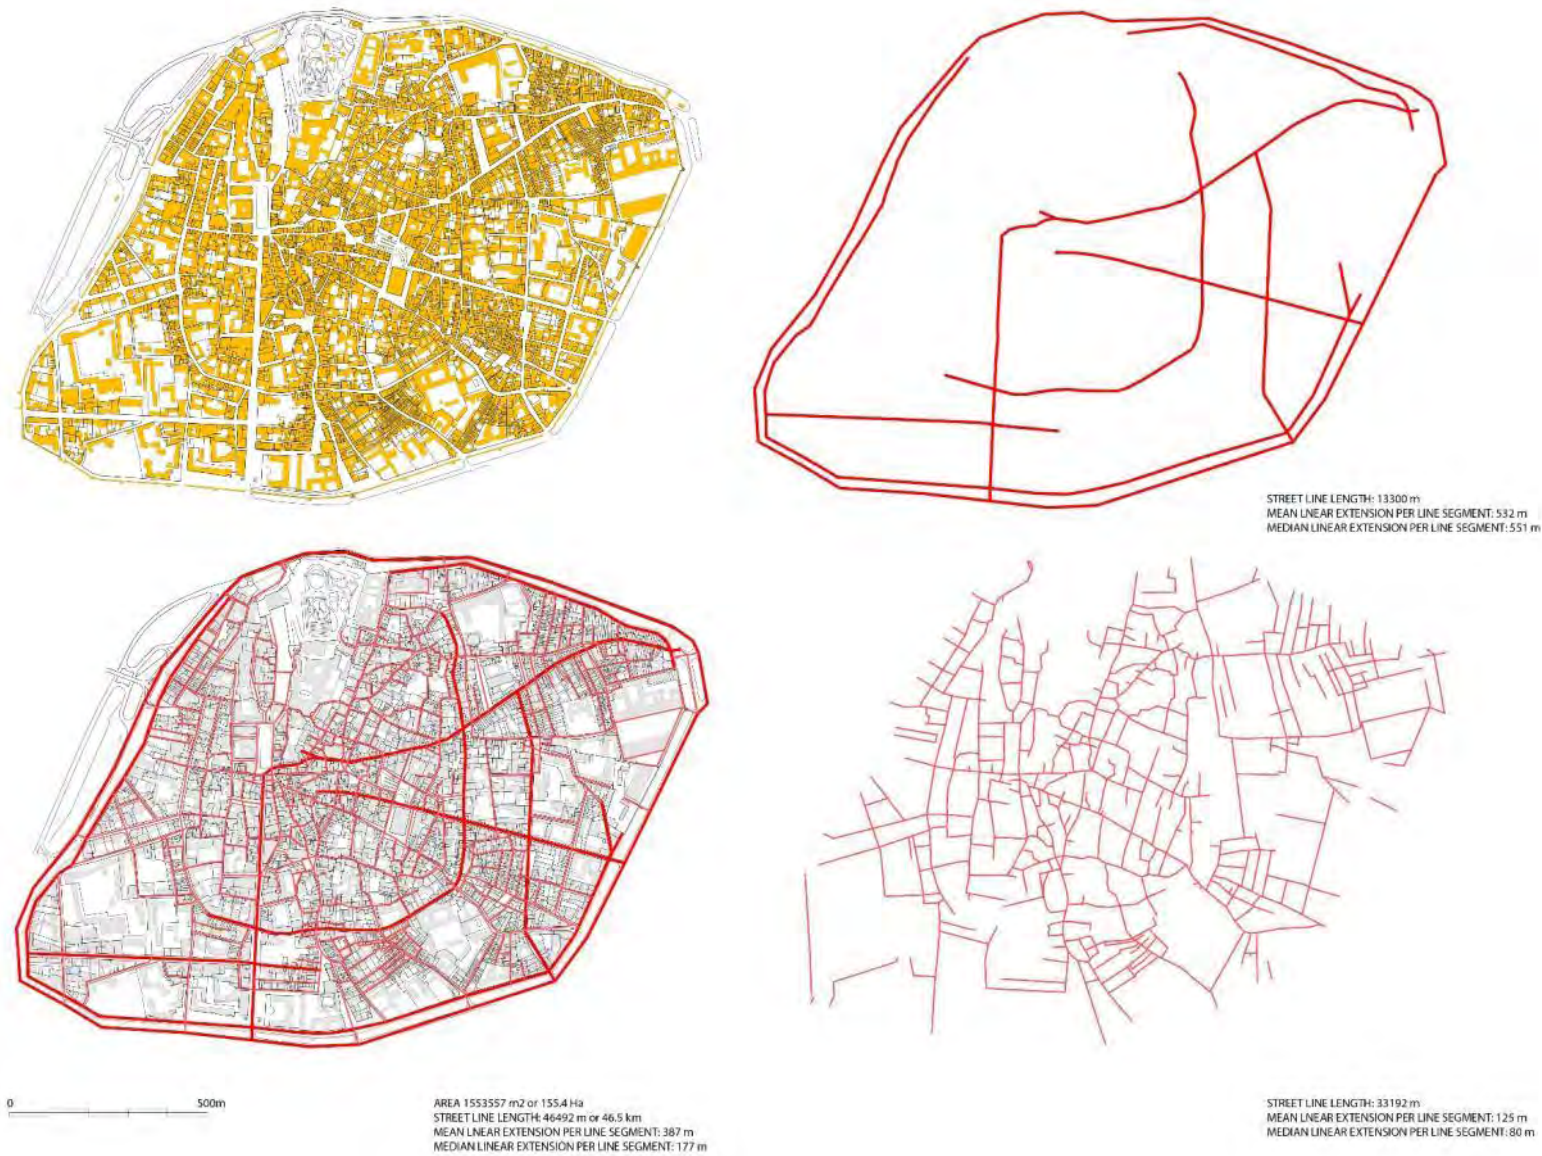 STREET LINE LENGTH: 13300 m
MEAN LNEAR EXTENSION PER LINE SEGMENT: 532 m
MEDIAN LINEAR EXTENSION PER LINE SEGMENT: 551 m
0 500m
AREA 1553557 m2 or 155.4 Ha
STREET LINE LENGTH: 46492 m or 46.5 km
MEAN LNEAR EXTENSION PER LINE SEGMENT: 387 m
MEDIAN LINEAR EXTENSION PER LINE SEGMENT: 177 m
STREET LINE LENGTH: 33192 m
MEAN LNEAR EXTENSION PER LINE SEGMENT: 125 m
MEDIAN LINEAR EXTENSION PER LINE SEGMENT: 80 m